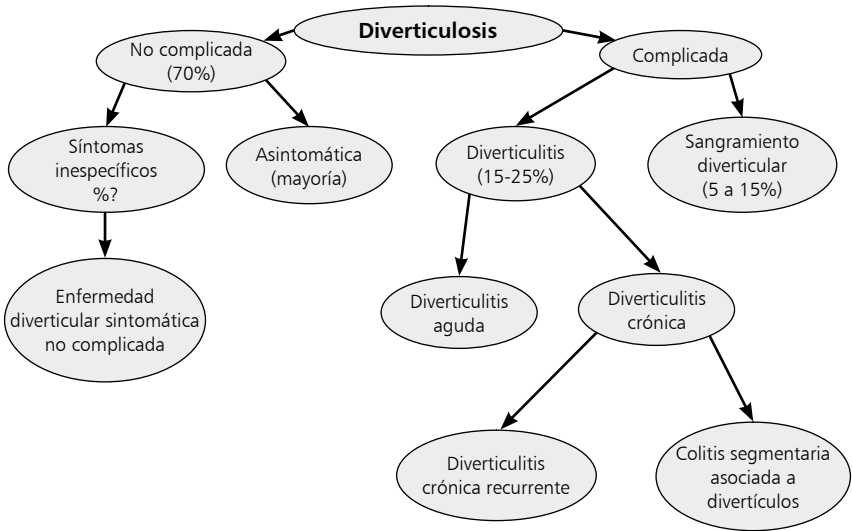 Diverticulosis
No complicada
(70%)
Complicada
Síntomas
inespecíficos
%?
Asintomática
(mayoría)
Diverticulitis
(15-25%)
Sangramiento
diverticular
(5 a 15%)
Enfermedad
diverticular sintomática
no complicada
Diverticulitis
aguda
Diverticulitis
crónica
Diverticulitis
crónica recurrente
Colitis segmentaria
asociada a
divertículos